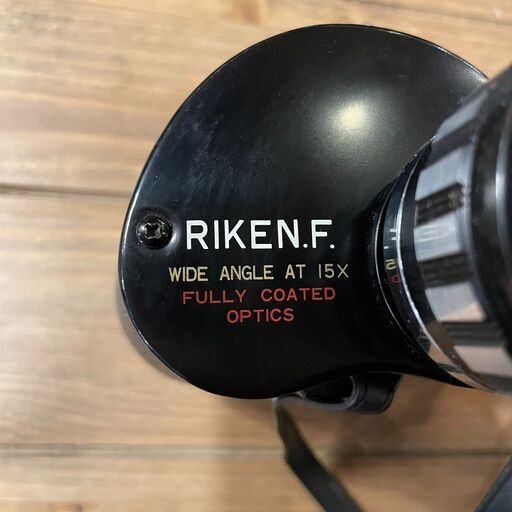 RIKEN.F.
WIDE ANGLE AT 15X
FULLY COATED
OPTICS